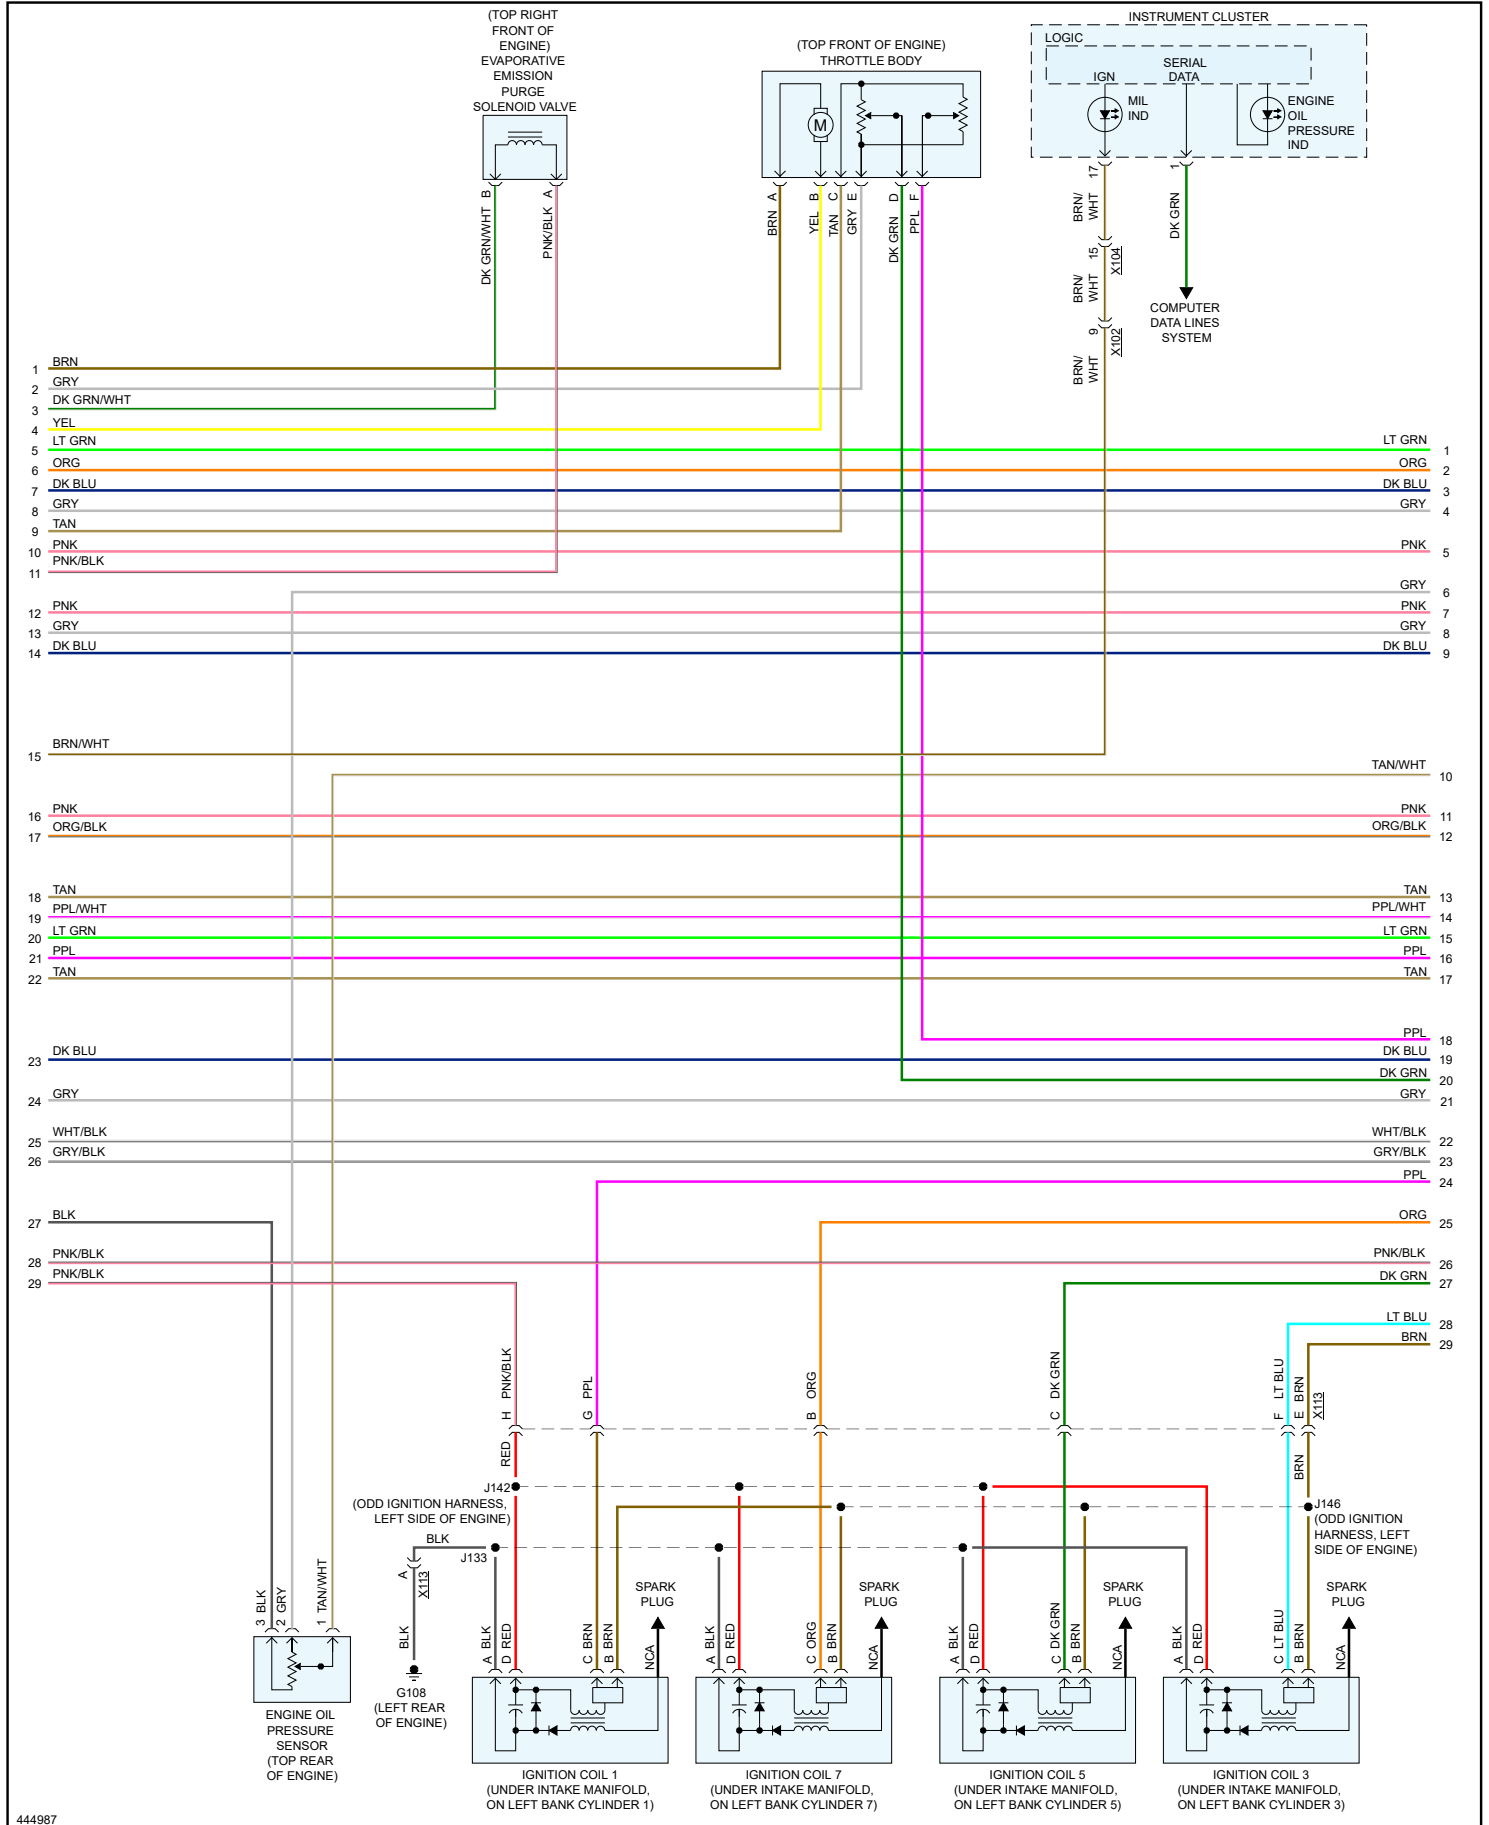 (TOP RIGHT
FRONT OF
ENGINE)
EVAPORATIVE
EMISSION
PURGE
SOLENOID VALVE
(TOP FRONT OF ENGINE)
THROTTLE BODY
INSTRUMENT CLUSTER
LOGIC
SERIAL
DATA
IGN
MIL
IND
ENGINE
OIL
PRESSURE
IND
M
B
A
A
B
C
E
D
F
17
1
DK GRN/WHT
PNK/BLK
BRN
YEL
TAN
GRY
DK GRN
PPL
BRN/
WHT
DK GRN
15
X104
BRN/
WHT
9
X102
BRN/
WHT
COMPUTER
DATA LINES
SYSTEM
1 BRN
2 GRY
3 DK GRN/WHT
4 YEL
5 LT GRN
LT GRN 1
6 ORG
ORG 2
7 DK BLU
DK BLU 3
8 GRY
GRY 4
9 TAN
10 PNK
PNK 5
11 PNK/BLK
GRY 6
12 PNK
PNK 7
13 GRY
GRY 8
14 DK BLU
DK BLU 9
15 BRN/WHT
TAN/WHT 10
16 PNK
PNK 11
17 ORG/BLK
ORG/BLK 12
18 TAN
TAN 13
19 PPL/WHT
PPL/WHT 14
20 LT GRN
LT GRN 15
21 PPL
PPL 16
22 TAN
TAN 17
PPL 18
23 DK BLU
DK BLU 19
DK GRN 20
24 GRY
GRY 21
25 WHT/BLK
WHT/BLK 22
26 GRY/BLK
GRY/BLK 23
PPL 24
27 BLK
ORG 25
28 PNK/BLK
PNK/BLK 26
29 PNK/BLK
DK GRN 27
LT BLU 28
BRN 29
H PNK/BLK
G PPL
B ORG
C DK GRN
F LT BLU
E BRN
X113
RED
BRN
J142
(ODD IGNITION HARNESS,
LEFT SIDE OF ENGINE)
J146
(ODD IGNITION
HARNESS, LEFT
SIDE OF ENGINE)
BLK
J133
A
X113
BLK
G108
(LEFT REAR
OF ENGINE)
3 BLK
2 GRY
1 TAN/WHT
ENGINE OIL
PRESSURE
SENSOR
(TOP REAR
OF ENGINE)
A BLK
D RED
C BRN
B BRN
NCA
SPARK
PLUG
A BLK
D RED
C ORG
B BRN
NCA
SPARK
PLUG
A BLK
D RED
C DK GRN
B BRN
NCA
SPARK
PLUG
A BLK
D RED
C LT BLU
B BRN
NCA
SPARK
PLUG
IGNITION COIL 1
(UNDER INTAKE MANIFOLD,
ON LEFT BANK CYLINDER 1)
IGNITION COIL 7
(UNDER INTAKE MANIFOLD,
ON LEFT BANK CYLINDER 7)
IGNITION COIL 5
(UNDER INTAKE MANIFOLD,
ON LEFT BANK CYLINDER 5)
IGNITION COIL 3
(UNDER INTAKE MANIFOLD,
ON LEFT BANK CYLINDER 3)
444987